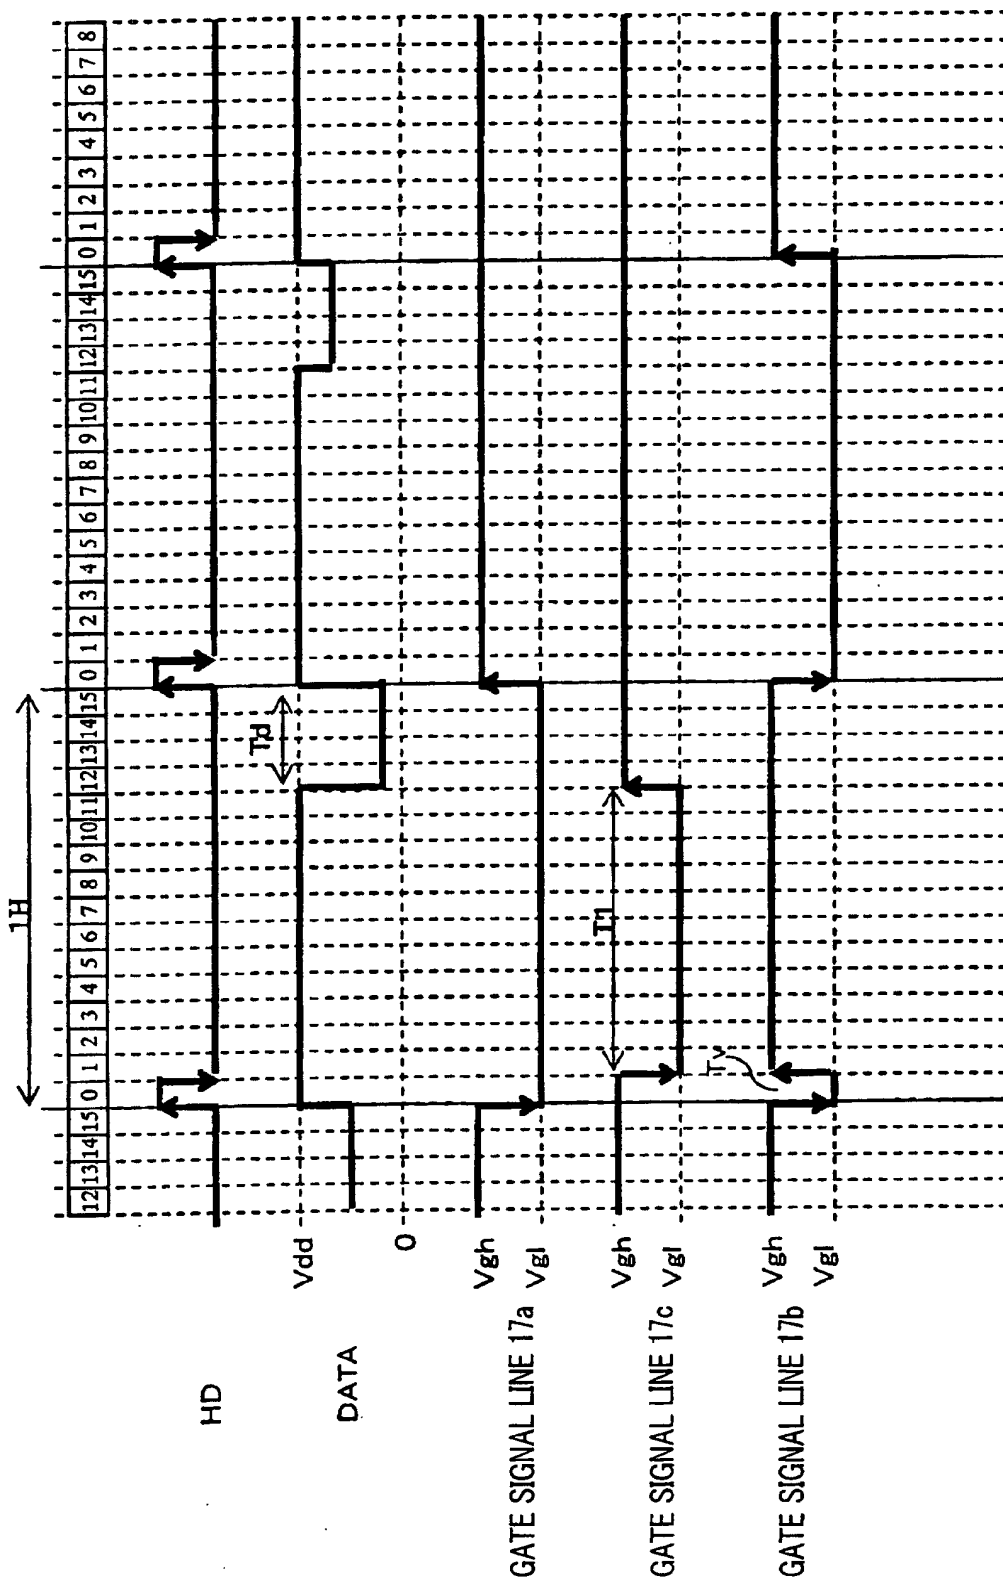 1H
12 13 14 15 0 1 2 3 4 5 6 7 8 9 10 11 12 13 14 15 0 1 2 3 4 5 6 7 8 9 10 11 12 13 14 15 0 1 2 3 4 5 6 7 8
HD
Td
DATA
Vdd
0
GATE SIGNAL LINE 17a
Vgh
Vgl
T1
GATE SIGNAL LINE 17c
Vgh
Vgl
Tv
GATE SIGNAL LINE 17b
Vgh
Vgl